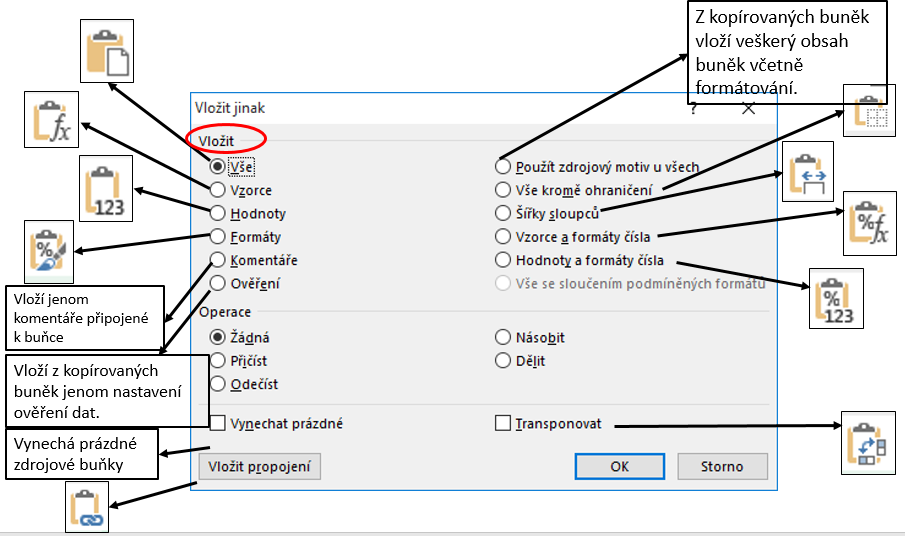 Z kopírovaných buněk
vloží veškerý obsah
buněk včetně
formátování.
Vložit jinak
?
Vložit
Vše
Použít zdrojový motiv u všech
fx
Vzorce
Vše kromě ohraničení
123
Hodnoty
Šířky sloupců
%
Formáty
Vzorce a formáty čísla
%fx
Komentáře
Hodnoty a formáty čísla
%
123
Ověření
Vše se sloučením podmíněných formátů
Vloží jenom
komentáře připojené
k buňce
Operace
Žádná
Násobit
Přičíst
Dělit
Odečíst
Vloží z kopírovaných
buněk jenom nastavení
ověření dat.
Vynechat prázdné
Transponovat
Vynechá prázdné
zdrojové buňky
Vložit propojení
OK
Storno